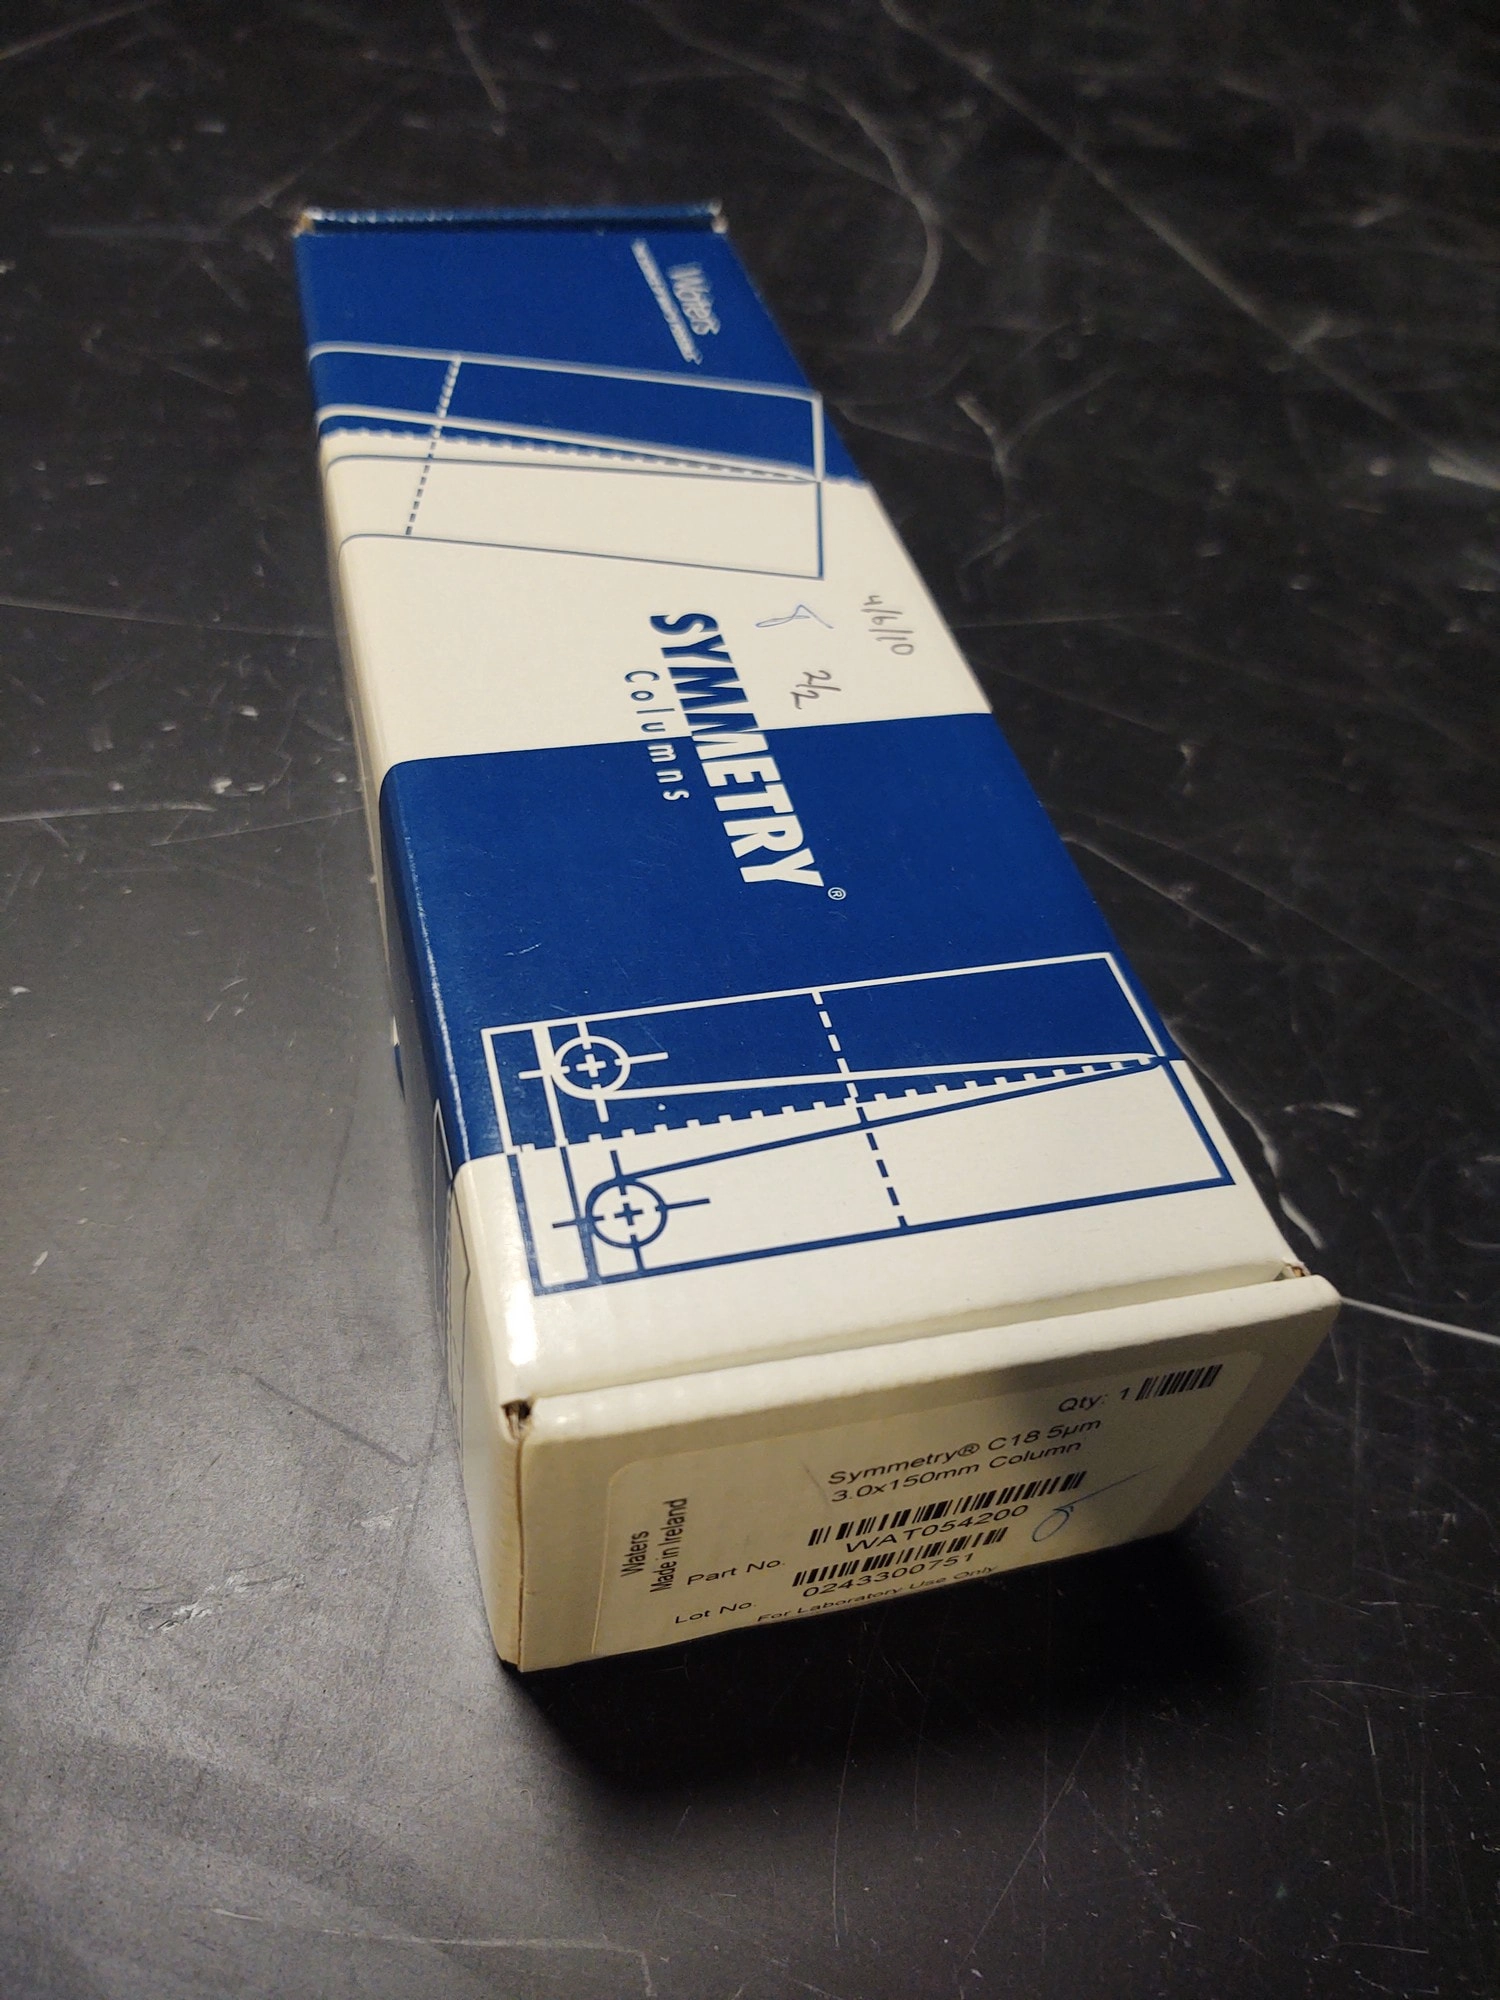 Waters
SYMMETRY®
Columns
4/6/10
2/2
8
Qty: 1
Symmetry® C18 5µm
3.0x150mm Column
Waters
Made in Ireland
Part No.
WAT054200
Lot No.
0243300751
For Laboratory Use Only